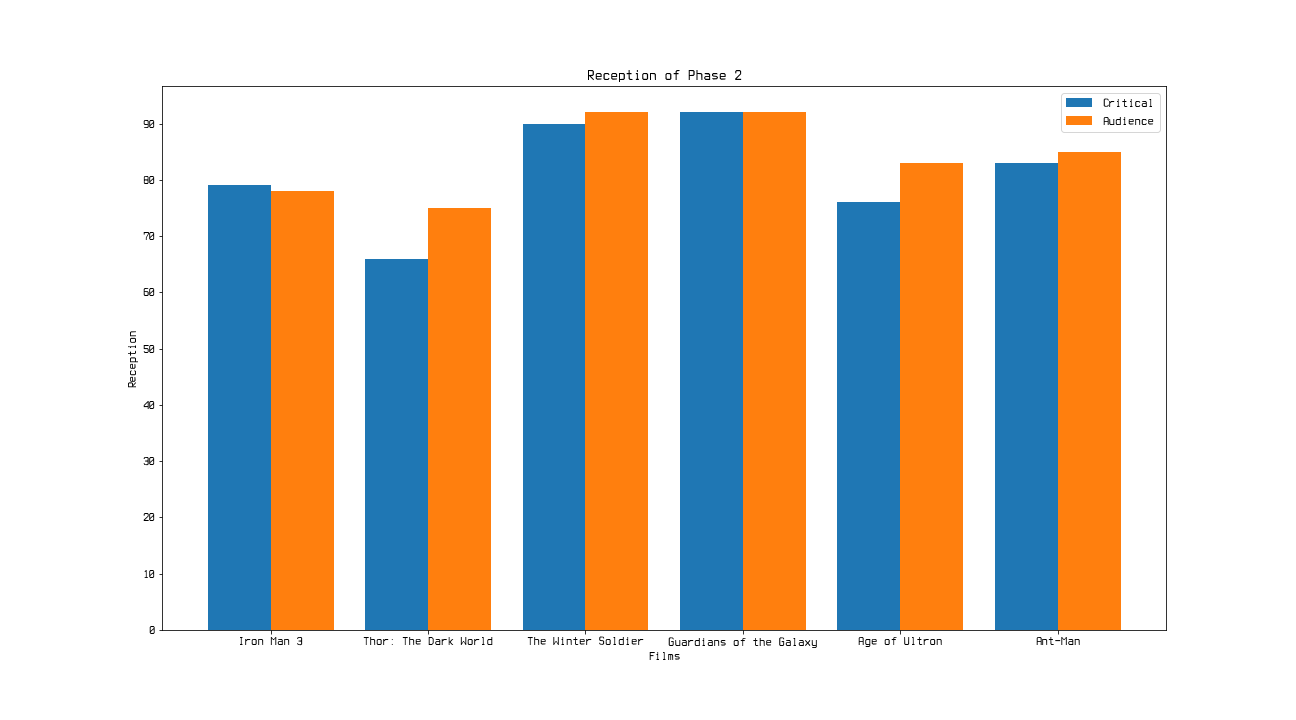 Reception of Phase 2
Critical
Audience
90
80
70
60
50
40
30
20
10
0
Reception
Iron Man 3
Thor: The Dark World
The Winter Soldier
Guardians of the Galaxy
Age of Ultron
Ant-Man
Films